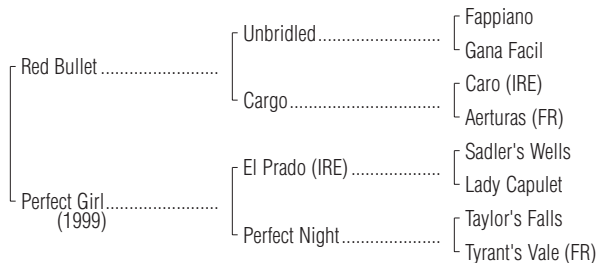 Fappiano
Unbridled........................
Gana Facil
Red Bullet.......................
Caro (IRE)
Cargo..............................
Aerturas (FR)
Sadler's Wells
El Prado (IRE)..................
Lady Capulet
Perfect Girl......................
(1999)
Taylor's Falls
Perfect Night....................
Tyrant's Vale (FR)